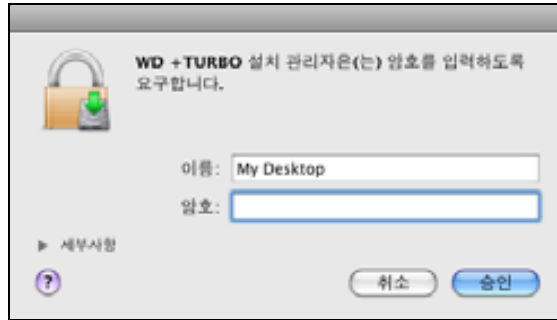 WD +TURBO 설치 관리자은(는) 암호를 입력하도록
요구합니다.
이름: My Desktop
암호:
▶ 세부사항
? 취소 승인